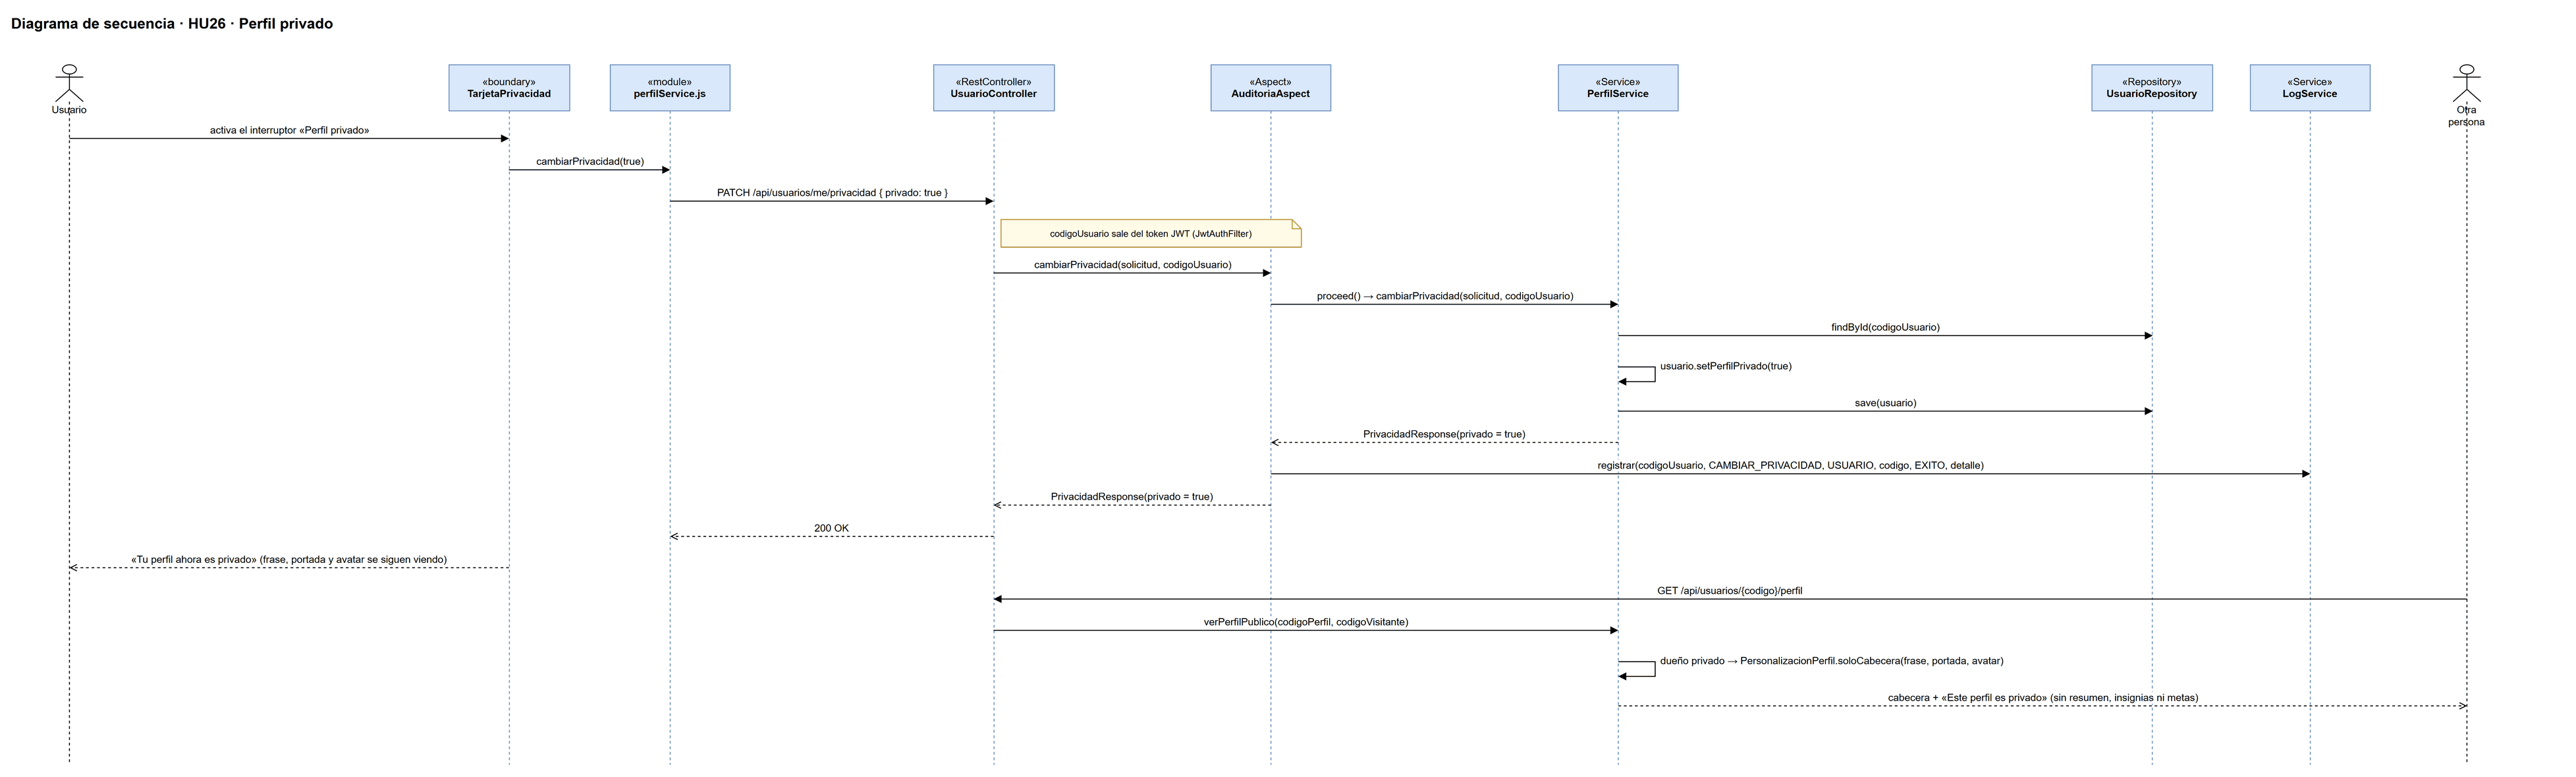 Diagrama de secuencia · HU26 · Perfil privado
Usuario
«boundary»
TarjetaPrivacidad
«module»
perfilService.js
«RestController»
UsuarioController
«Aspect»
AuditoriaAspect
«Service»
PerfilService
«Repository»
UsuarioRepository
«Service»
LogService
Otra
persona
activa el interruptor «Perfil privado»
cambiarPrivacidad(true)
PATCH /api/usuarios/me/privacidad { privado: true }
codigoUsuario sale del token JWT (JwtAuthFilter)
cambiarPrivacidad(solicitud, codigoUsuario)
proceed() → cambiarPrivacidad(solicitud, codigoUsuario)
findById(codigoUsuario)
usuario.setPerfilPrivado(true)
save(usuario)
PrivacidadResponse(privado = true)
registrar(codigoUsuario, CAMBIAR_PRIVACIDAD, USUARIO, codigo, EXITO, detalle)
PrivacidadResponse(privado = true)
200 OK
«Tu perfil ahora es privado» (frase, portada y avatar se siguen viendo)
GET /api/usuarios/{codigo}/perfil
verPerfilPublico(codigoPerfil, codigoVisitante)
dueño privado → PersonalizacionPerfil.soloCabecera(frase, portada, avatar)
cabecera + «Este perfil es privado» (sin resumen, insignias ni metas)